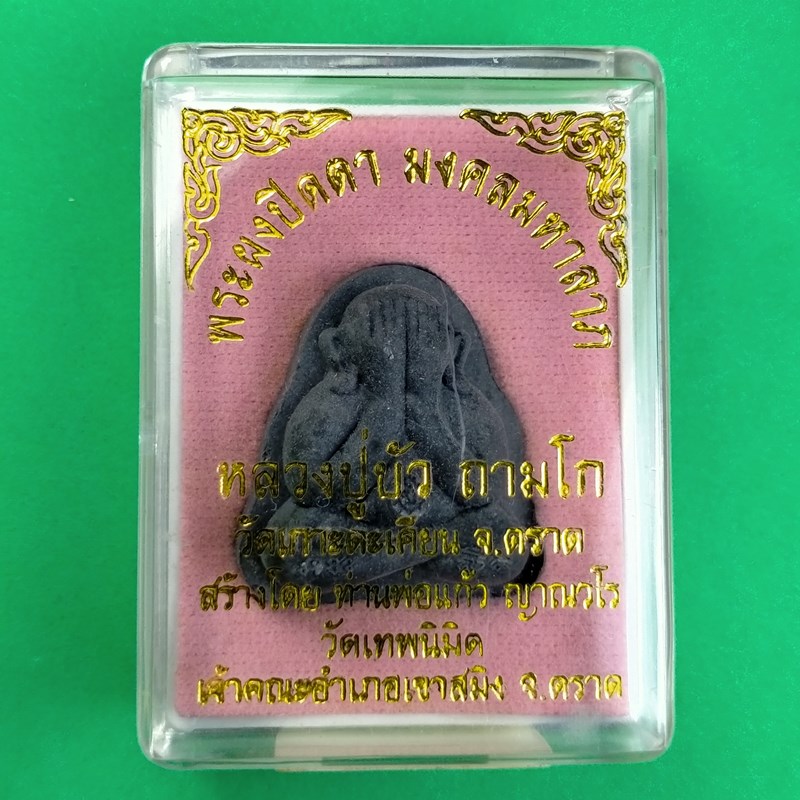 พระผงปิดตา มงคลมหาลาภ
หลวงปู่บัว ถามโก
วัดเกาะตะเคียน จ.ตราด
สร้างโดย ท่านพ่อแก้ว ญาณวโร
วัดเทพนิมิต
เจ้าคณะอำเภอเขาสมิง จ.ตราด